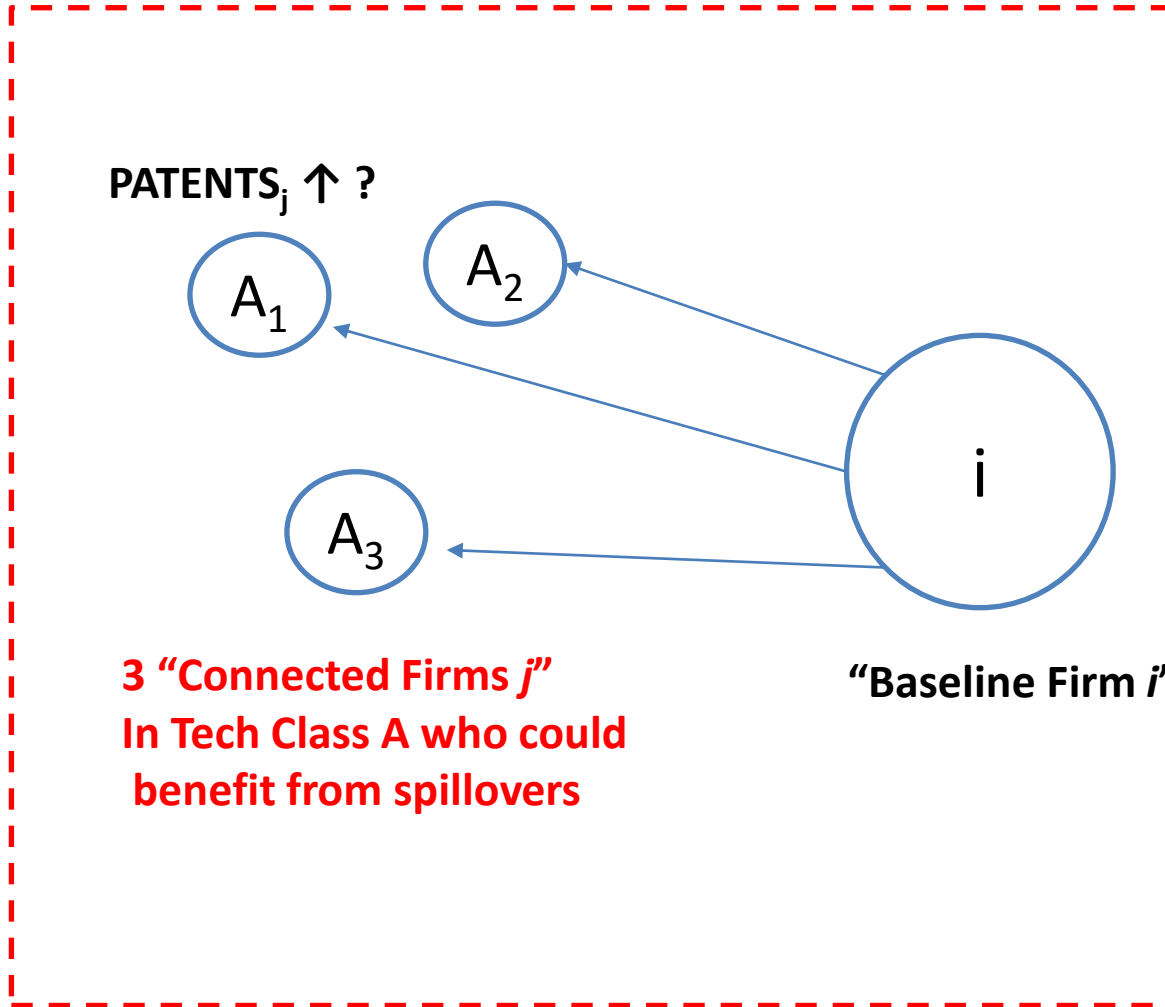 PATENTSj ↑ ?
A1
A2
i
A3
3 “Connected Firms j”
In Tech Class A who could
benefit from spillovers
“Baseline Firm i”